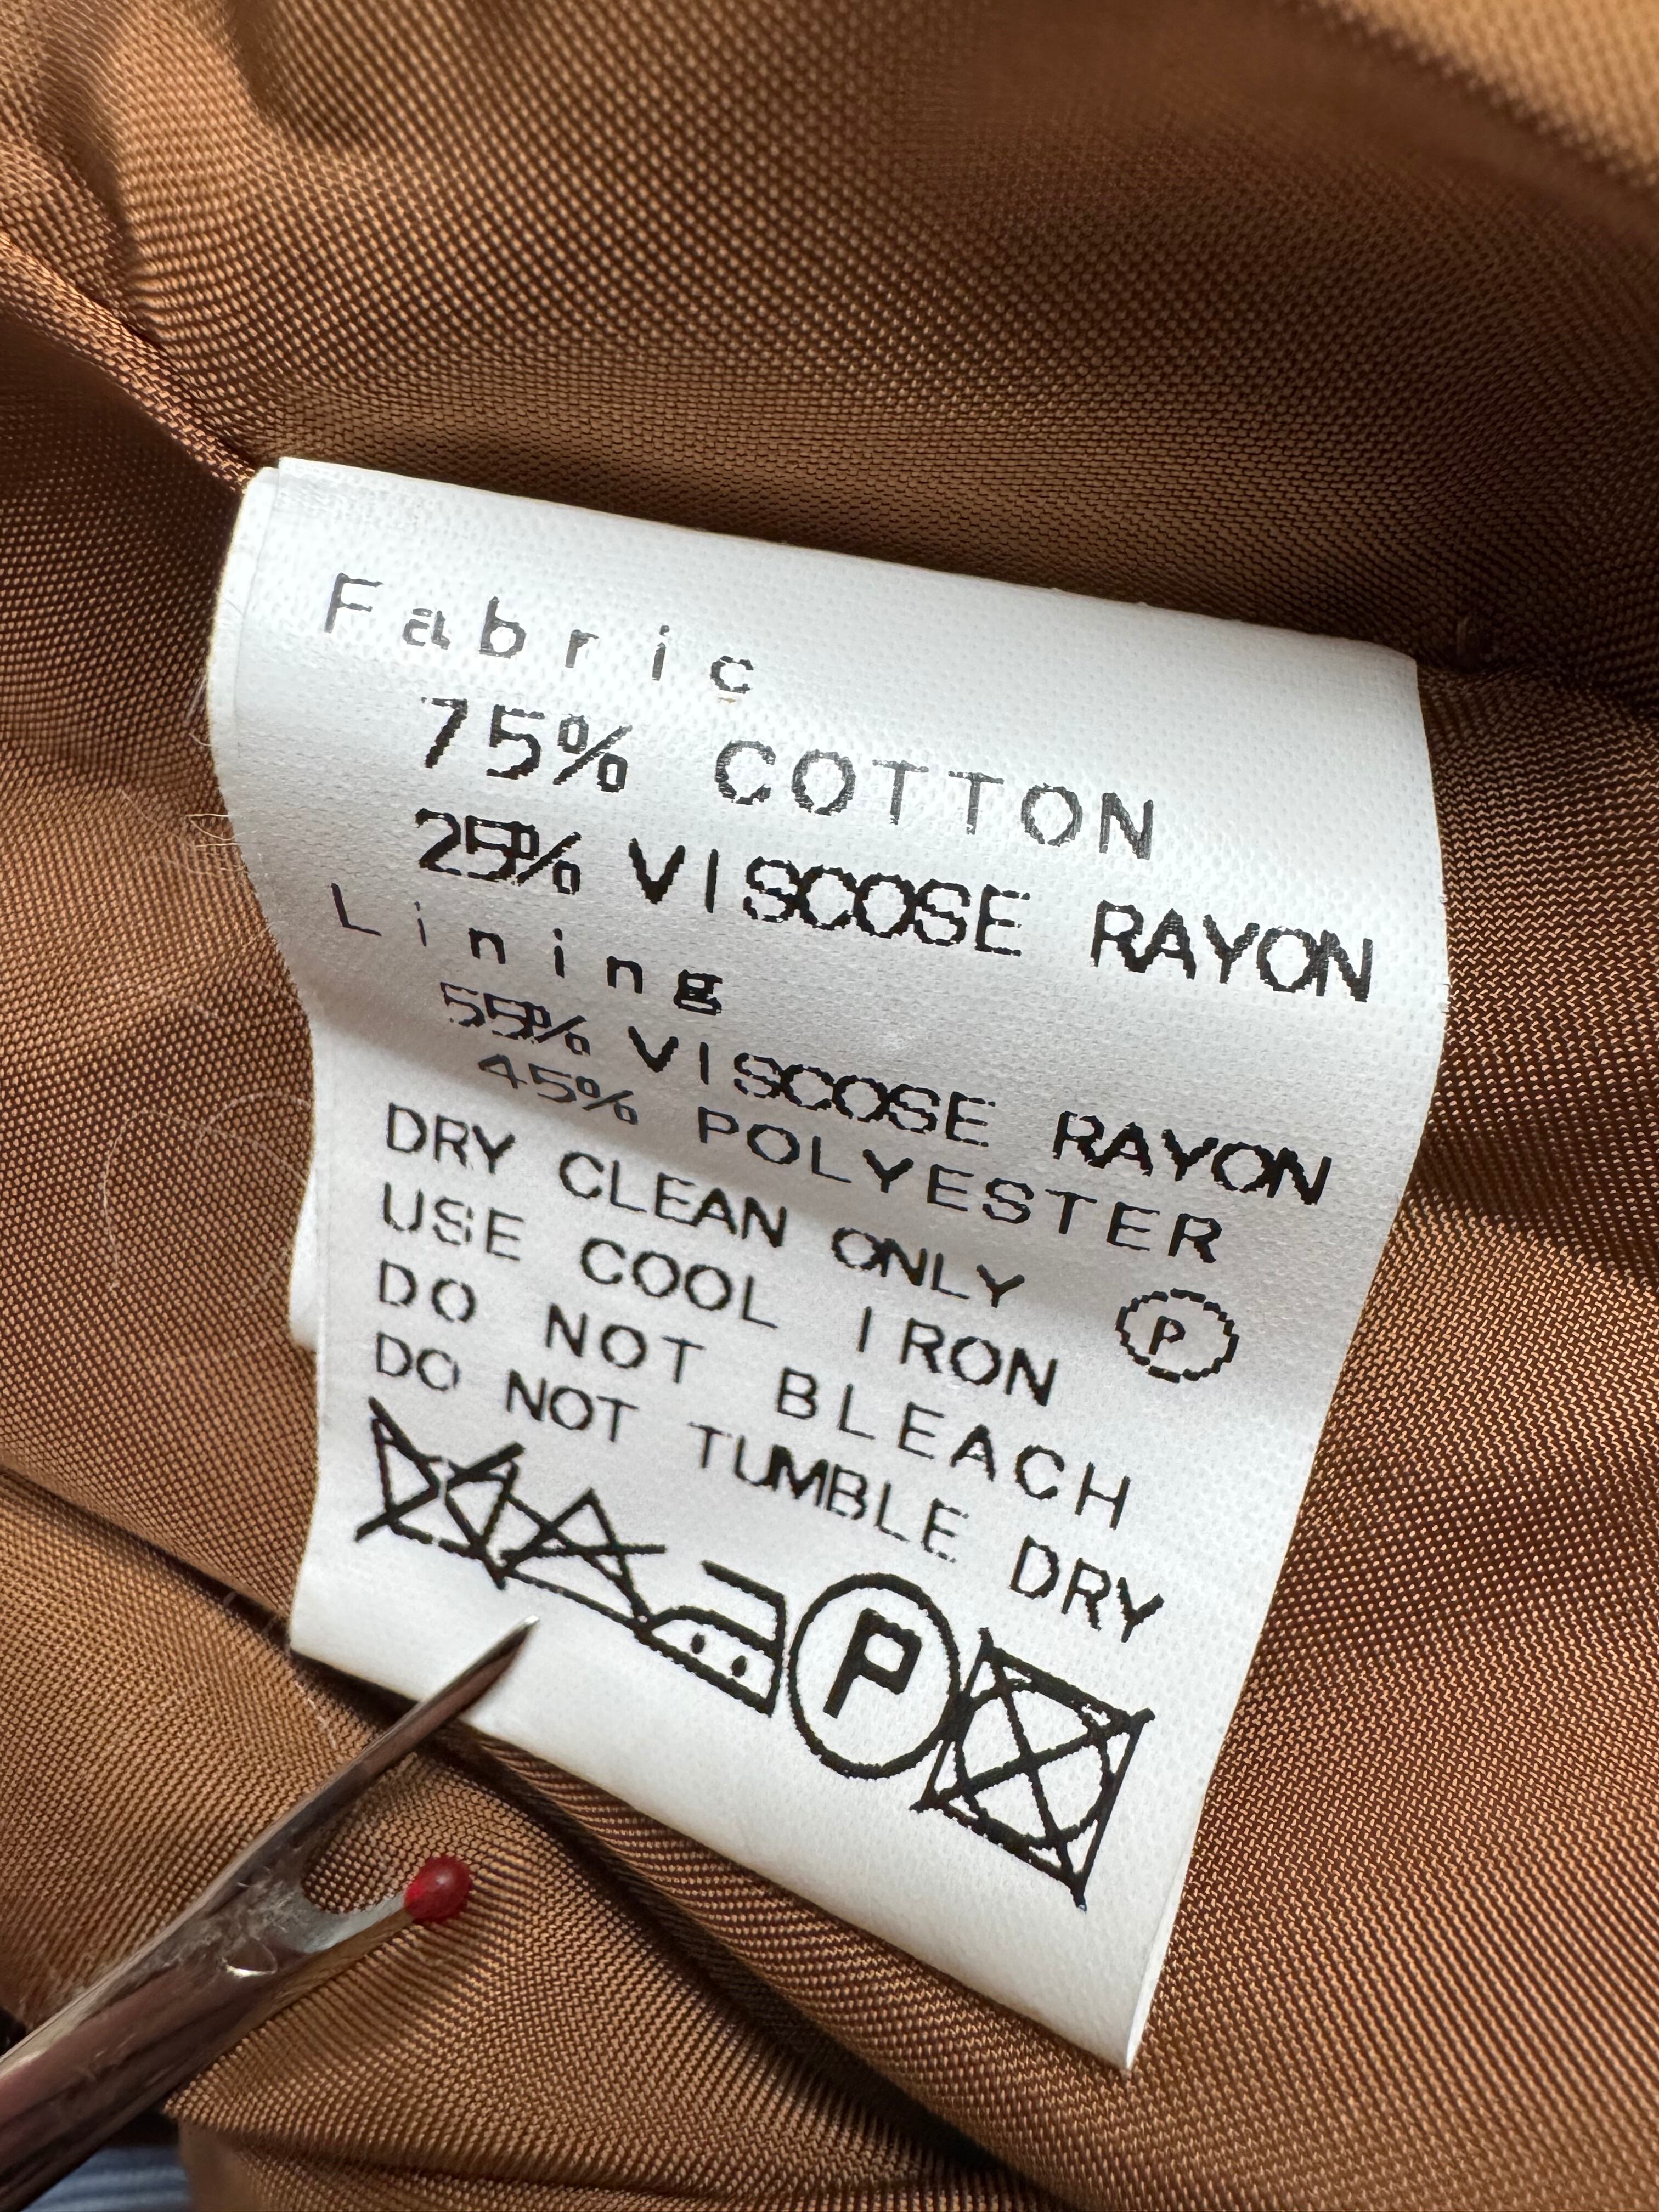 Fabric
75% COTTON
25% VISCOSE RAYON
Lining
55% VISCOSE RAYON
45% POLYESTER
DRY CLEAN ONLY
USE COOL IRON Ⓟ
DO NOT BLEACH
DO NOT TUMBLE DRY
P